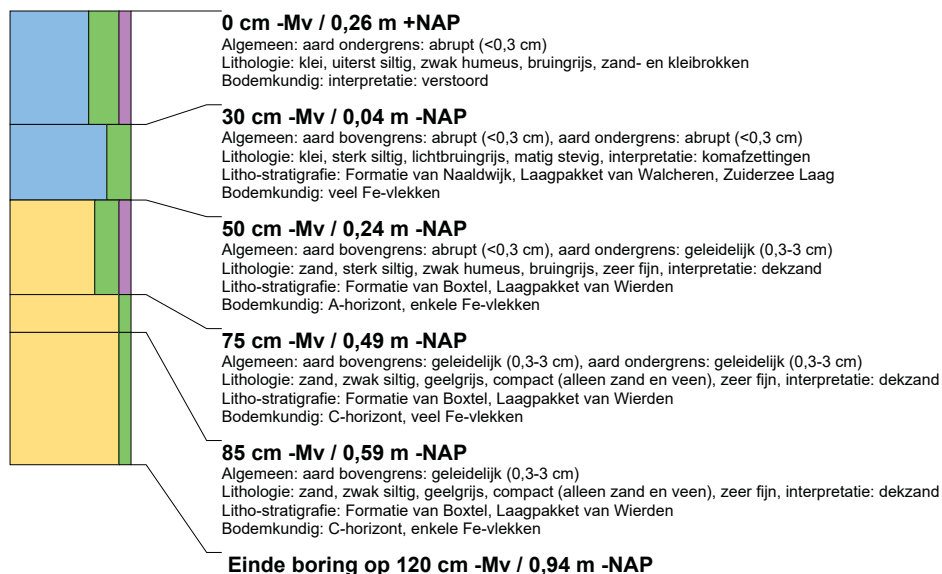 0 cm -Mv / 0,26 m +NAP
Algemeen: aard ondergrens: abrupt (<0,3 cm)
Lithologie: klei, uiterst siltig, zwak humeus, bruingrijs, zand- en kleibrokken
Bodemkundig: interpretatie: verstoord
30 cm -Mv / 0,04 m -NAP
Algemeen: aard bovengrens: abrupt (<0,3 cm), aard ondergrens: abrupt (<0,3 cm)
Lithologie: klei, sterk siltig, lichtbruingrijs, matig stevig, interpretatie: komafzettingen
Litho-stratigrafie: Formatie van Naaldwijk, Laagpakket van Walcheren, Zuiderzee Laag
Bodemkundig: veel Fe-vlekken
50 cm -Mv / 0,24 m -NAP
Algemeen: aard bovengrens: abrupt (<0,3 cm), aard ondergrens: geleidelijk (0,3-3 cm)
Lithologie: zand, sterk siltig, zwak humeus, bruingrijs, zeer fijn, interpretatie: dekzand
Litho-stratigrafie: Formatie van Boxtel, Laagpakket van Wierden
Bodemkundig: A-horizont, enkele Fe-vlekken
75 cm -Mv / 0,49 m -NAP
Algemeen: aard bovengrens: geleidelijk (0,3-3 cm), aard ondergrens: geleidelijk (0,3-3 cm)
Lithologie: zand, zwak siltig, geelgrijs, compact (alleen zand en veen), zeer fijn, interpretatie: dekzand
Litho-stratigrafie: Formatie van Boxtel, Laagpakket van Wierden
Bodemkundig: C-horizont, veel Fe-vlekken
85 cm -Mv / 0,59 m -NAP
Algemeen: aard bovengrens: geleidelijk (0,3-3 cm)
Lithologie: zand, zwak siltig, geelgrijs, compact (alleen zand en veen), zeer fijn, interpretatie: dekzand
Litho-stratigrafie: Formatie van Boxtel, Laagpakket van Wierden
Bodemkundig: C-horizont, enkele Fe-vlekken
Einde boring op 120 cm -Mv / 0,94 m -NAP